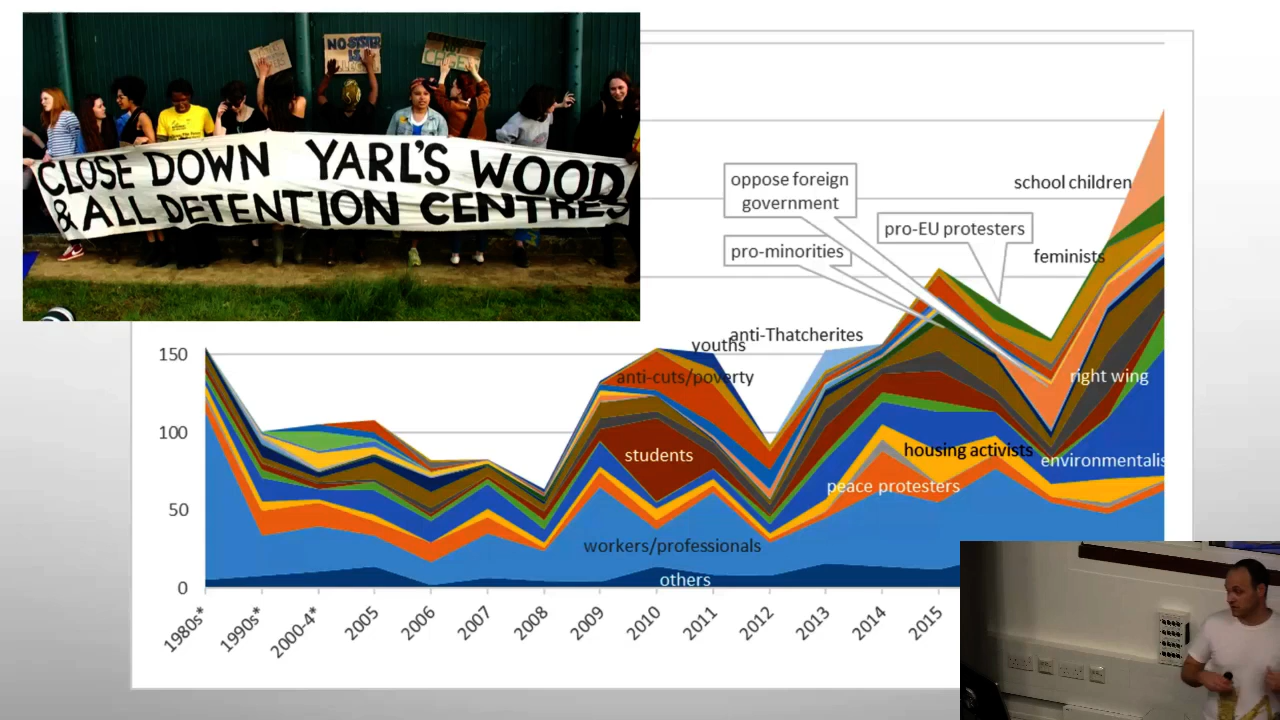 NO SISTER
IS
CLOSE DOWN YARL'S WOOD
& ALL DETENTION CENTRES
school children
oppose foreign
government
pro-EU protesters
pro-minorities
feminists
anti-Thatcherites
youths
150
anti-cuts/poverty
right wing
100
students
housing activists
environmentalis
peace protesters
50
workers/professionals
others
0
1980s*
1990s*
2000-4*
2005
2006
2007
2008
2009
2010
2011
2012
2013
2014
2015